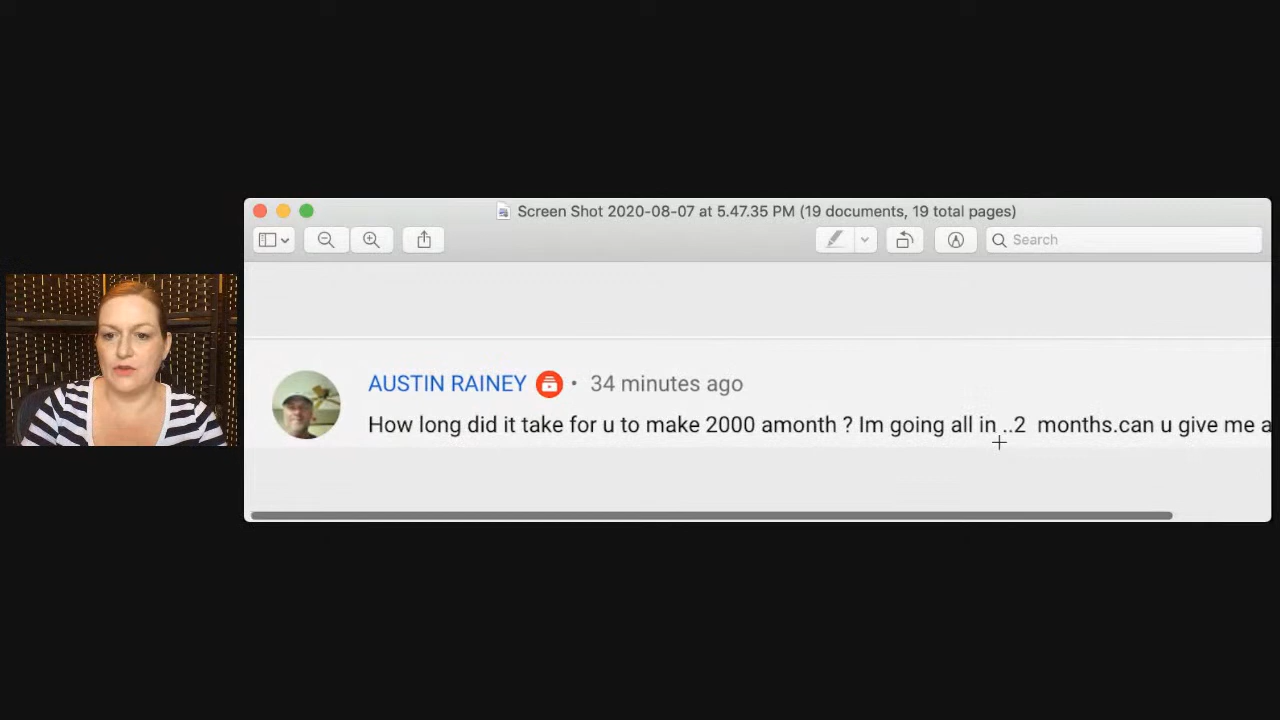 Screen Shot 2020-08-07 at 5.47.35 PM (19 documents, 19 total pages)
Search
AUSTIN RAINEY • 34 minutes ago
How long did it take for u to make 2000 amonth ? Im going all in ..2 months.can u give me a